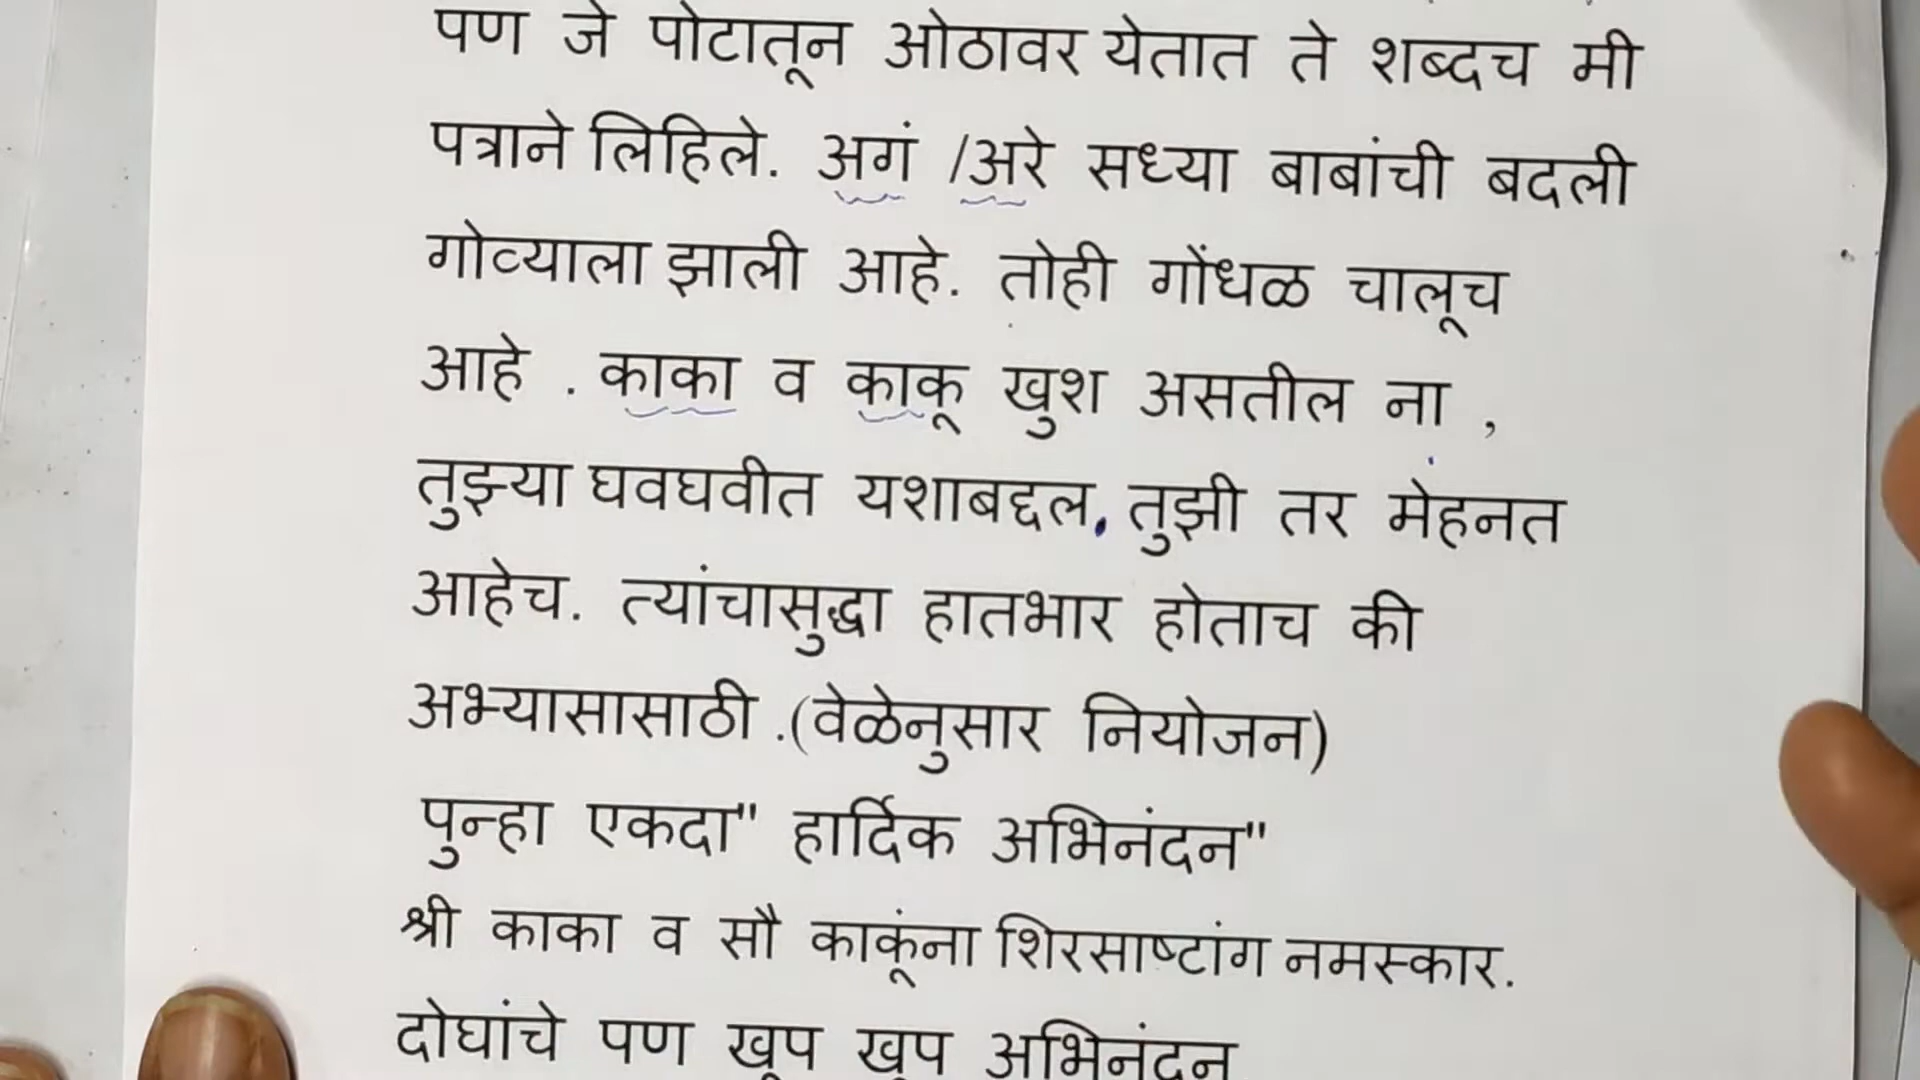 पण जे पोटातून ओठावर येतात ते शब्दच मी
पत्राने लिहिले. अगं /अरे सध्या बाबांची बदली
गोव्याला झाली आहे. तोही गोंधळ चालूच
आहे . काका व काकू खुश असतील ना ,
तुझ्या घवघवीत यशाबद्दल. तुझी तर मेहनत
आहेच. त्यांचासुद्धा हातभार होताच की
अभ्यासासाठी .(वेळेनुसार नियोजन)
पुन्हा एकदा" हार्दिक अभिनंदन"
श्री काका व सौ काकूंना शिरसाष्टांग नमस्कार.
दोघांचे पण खूप खूप अभिनंदन